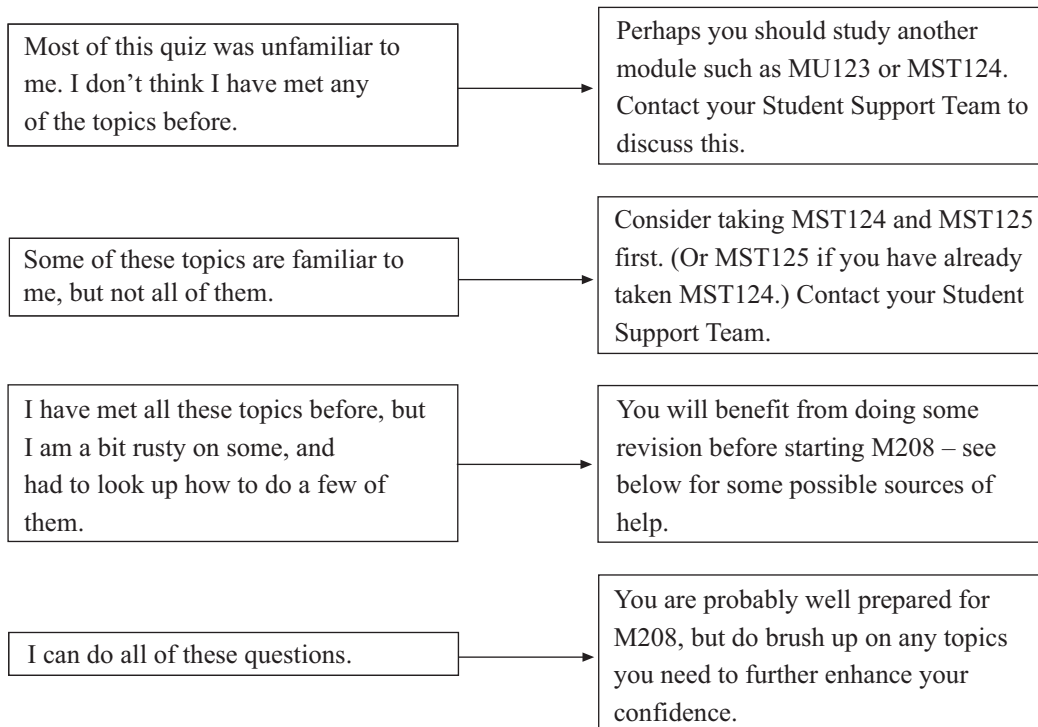 Most of this quiz was unfamiliar to
me. I don’t think I have met any
of the topics before.
Perhaps you should study another
module such as MU123 or MST124.
Contact your Student Support Team to
discuss this.
Some of these topics are familiar to
me, but not all of them.
Consider taking MST124 and MST125
first. (Or MST125 if you have already
taken MST124.) Contact your Student
Support Team.
I have met all these topics before, but
I am a bit rusty on some, and
had to look up how to do a few of
them.
You will benefit from doing some
revision before starting M208 – see
below for some possible sources of
help.
I can do all of these questions.
You are probably well prepared for
M208, but do brush up on any topics
you need to further enhance your
confidence.